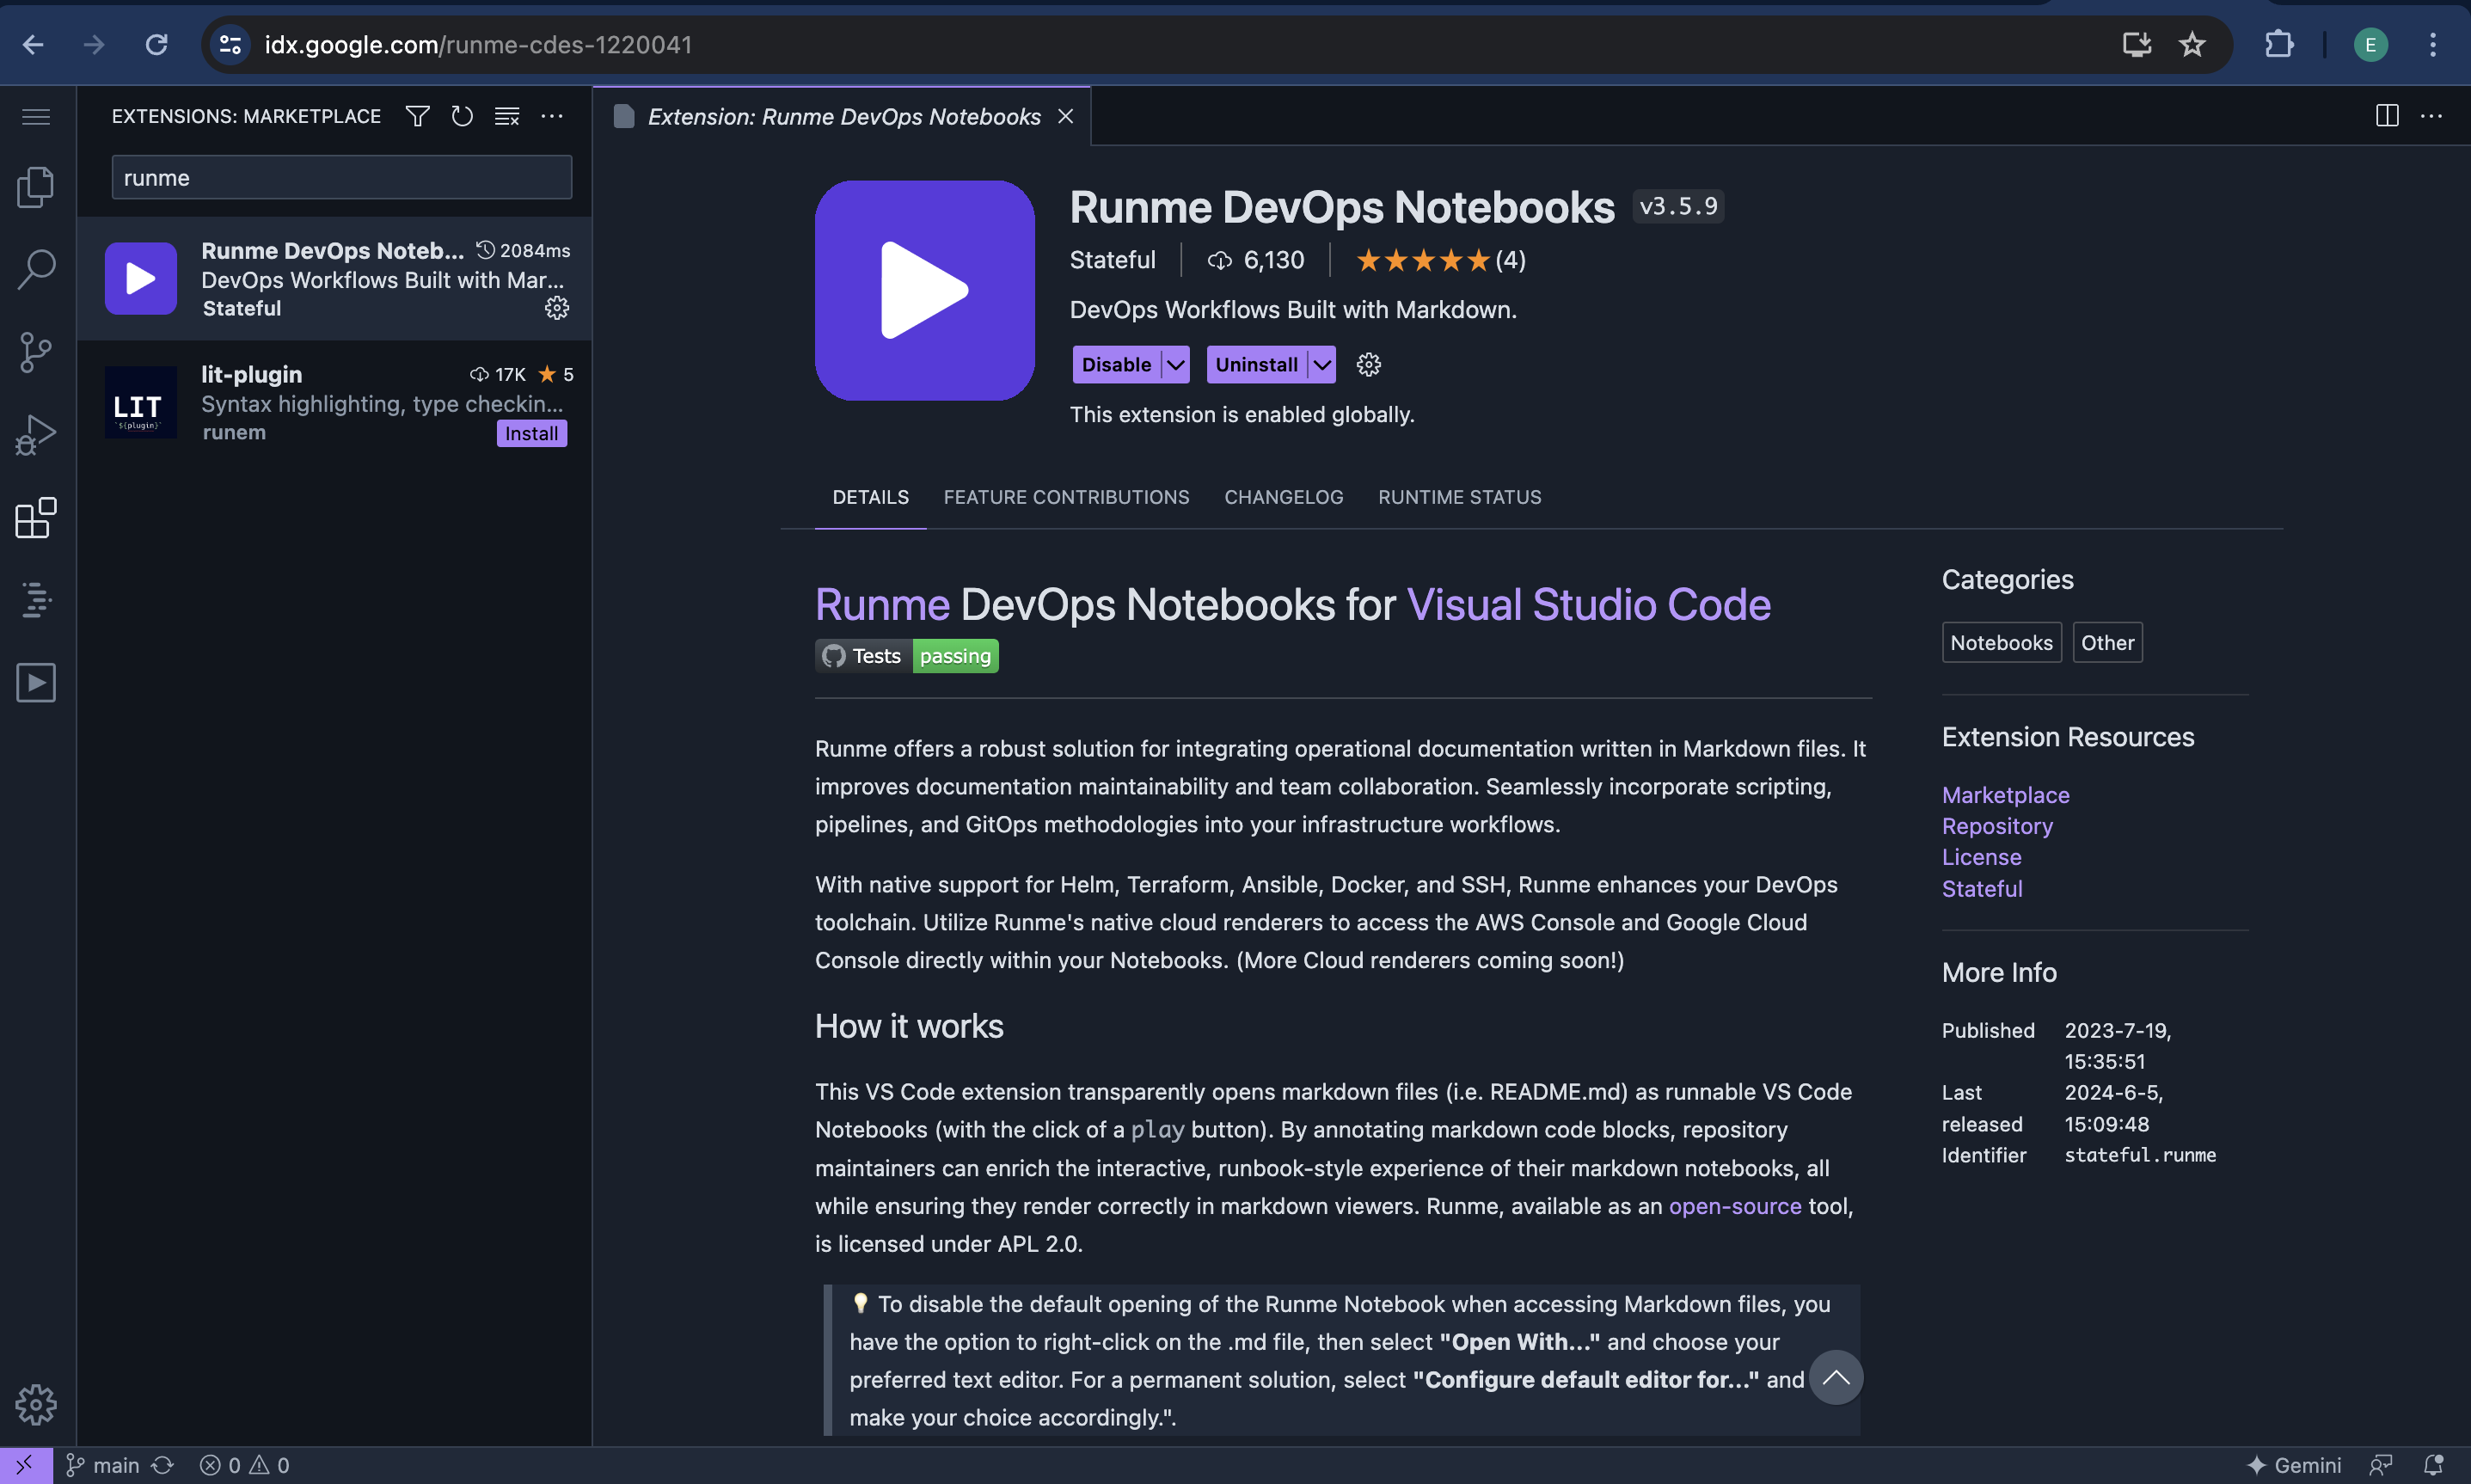 idx.google.com/runme-cdes-1220041
E
EXTENSIONS: MARKETPLACE
runme
Runme DevOps Noteb... 2084ms
DevOps Workflows Built with Mar...
Stateful
LIT
`${plugin}`
lit-plugin 17K 5
Syntax highlighting, type checkin...
runem Install
Extension: Runme DevOps Notebooks
Runme DevOps Notebooks v3.5.9
Stateful 6,130 (4)
DevOps Workflows Built with Markdown.
Disable Uninstall
This extension is enabled globally.
DETAILS FEATURE CONTRIBUTIONS CHANGELOG RUNTIME STATUS
Runme DevOps Notebooks for Visual Studio Code
Tests passing
Runme offers a robust solution for integrating operational documentation written in Markdown files. It
improves documentation maintainability and team collaboration. Seamlessly incorporate scripting,
pipelines, and GitOps methodologies into your infrastructure workflows.
With native support for Helm, Terraform, Ansible, Docker, and SSH, Runme enhances your DevOps
toolchain. Utilize Runme's native cloud renderers to access the AWS Console and Google Cloud
Console directly within your Notebooks. (More Cloud renderers coming soon!)
How it works
This VS Code extension transparently opens markdown files (i.e. README.md) as runnable VS Code
Notebooks (with the click of a play button). By annotating markdown code blocks, repository
maintainers can enrich the interactive, runbook-style experience of their markdown notebooks, all
while ensuring they render correctly in markdown viewers. Runme, available as an open-source tool,
is licensed under APL 2.0.
💡 To disable the default opening of the Runme Notebook when accessing Markdown files, you
have the option to right-click on the .md file, then select "Open With..." and choose your
preferred text editor. For a permanent solution, select "Configure default editor for..." and
make your choice accordingly.".
Categories
Notebooks Other
Extension Resources
Marketplace
Repository
License
Stateful
More Info
Published 2023-7-19,
15:35:51
Last 2024-6-5,
released 15:09:48
Identifier stateful.runme
main 0 0
Gemini